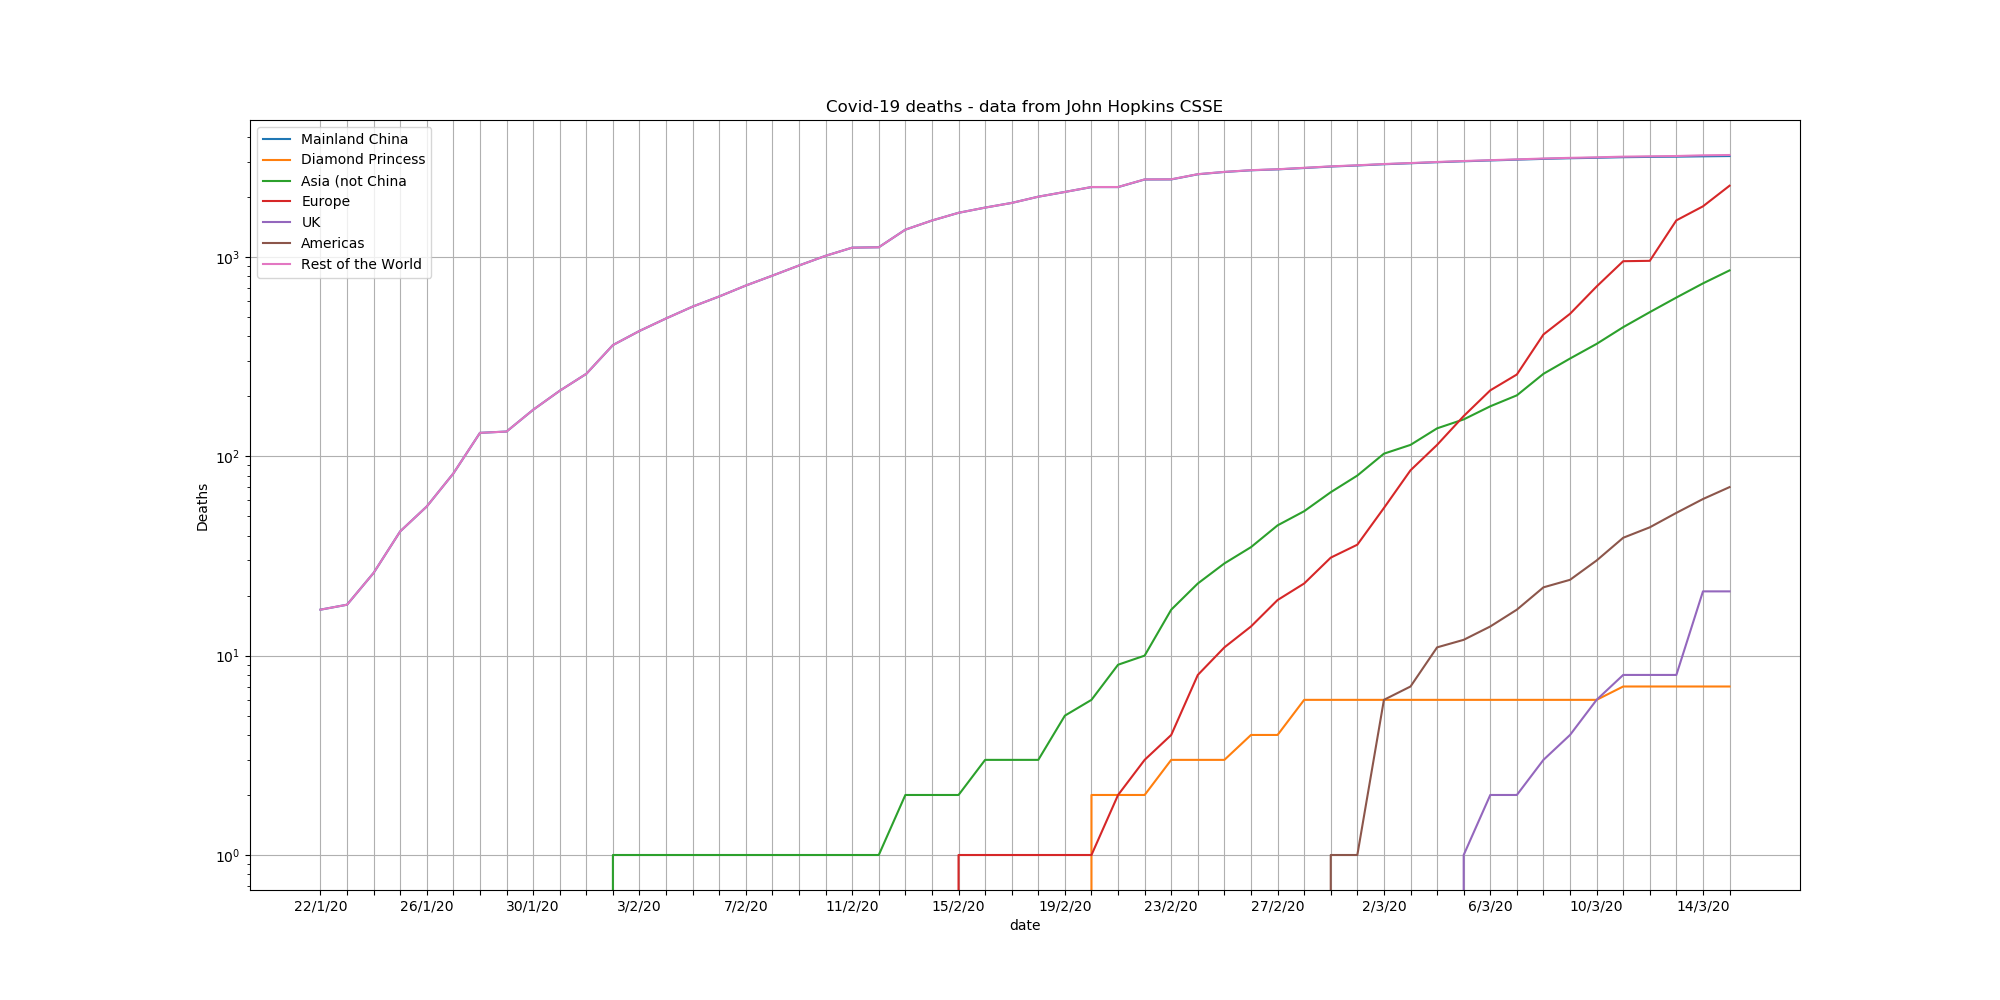 Covid-19 deaths - data from John Hopkins CSSE
Mainland China
Diamond Princess
Asia (not China
Europe
UK
Americas
Rest of the World
10³
10²
10¹
10⁰
Deaths
22/1/20 26/1/20 30/1/20 3/2/20 7/2/20 11/2/20 15/2/20 19/2/20 23/2/20 27/2/20 2/3/20 6/3/20 10/3/20 14/3/20
date